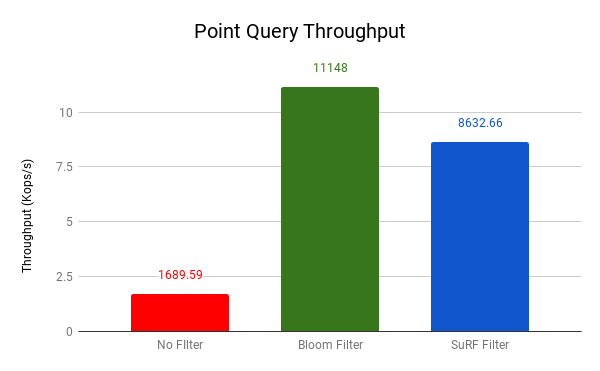 Point Query Throughput
11148
10
8632.66
7.5
Throughput (Kops/s)
5
2.5
1689.59
0
No FIlter
Bloom Filter
SuRF Filter